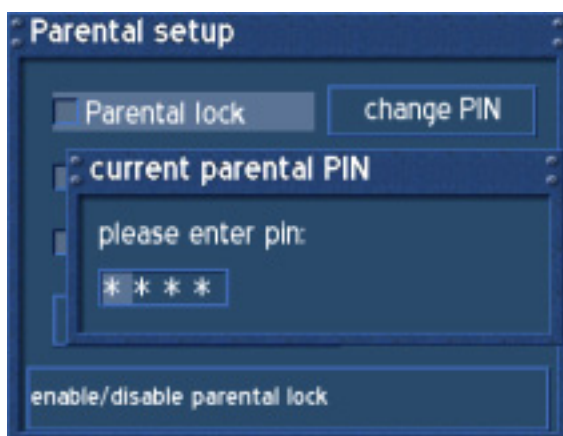 Parental setup
Parental lock
change PIN
current parental PIN
please enter pin:
* * * *
enable/disable parental lock